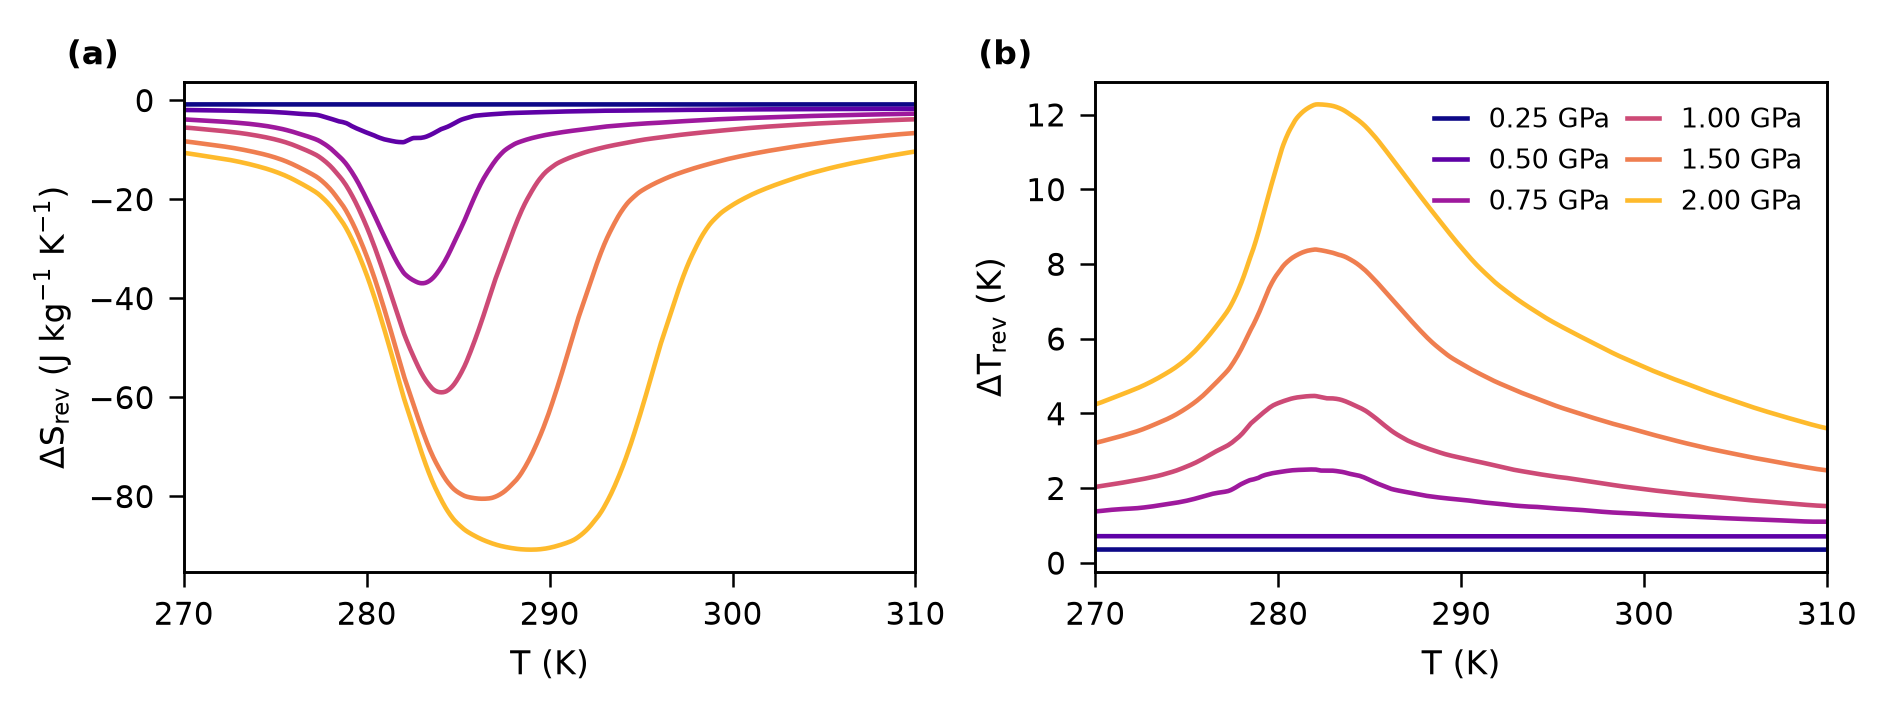 (a)
0
−20
−40
−60
−80
ΔS_rev (J kg⁻¹ K⁻¹)
270 280 290 300 310
T (K)
(b)
12
10
8
6
4
2
0
ΔT_rev (K)
0.25 GPa 1.00 GPa
0.50 GPa 1.50 GPa
0.75 GPa 2.00 GPa
270 280 290 300 310
T (K)